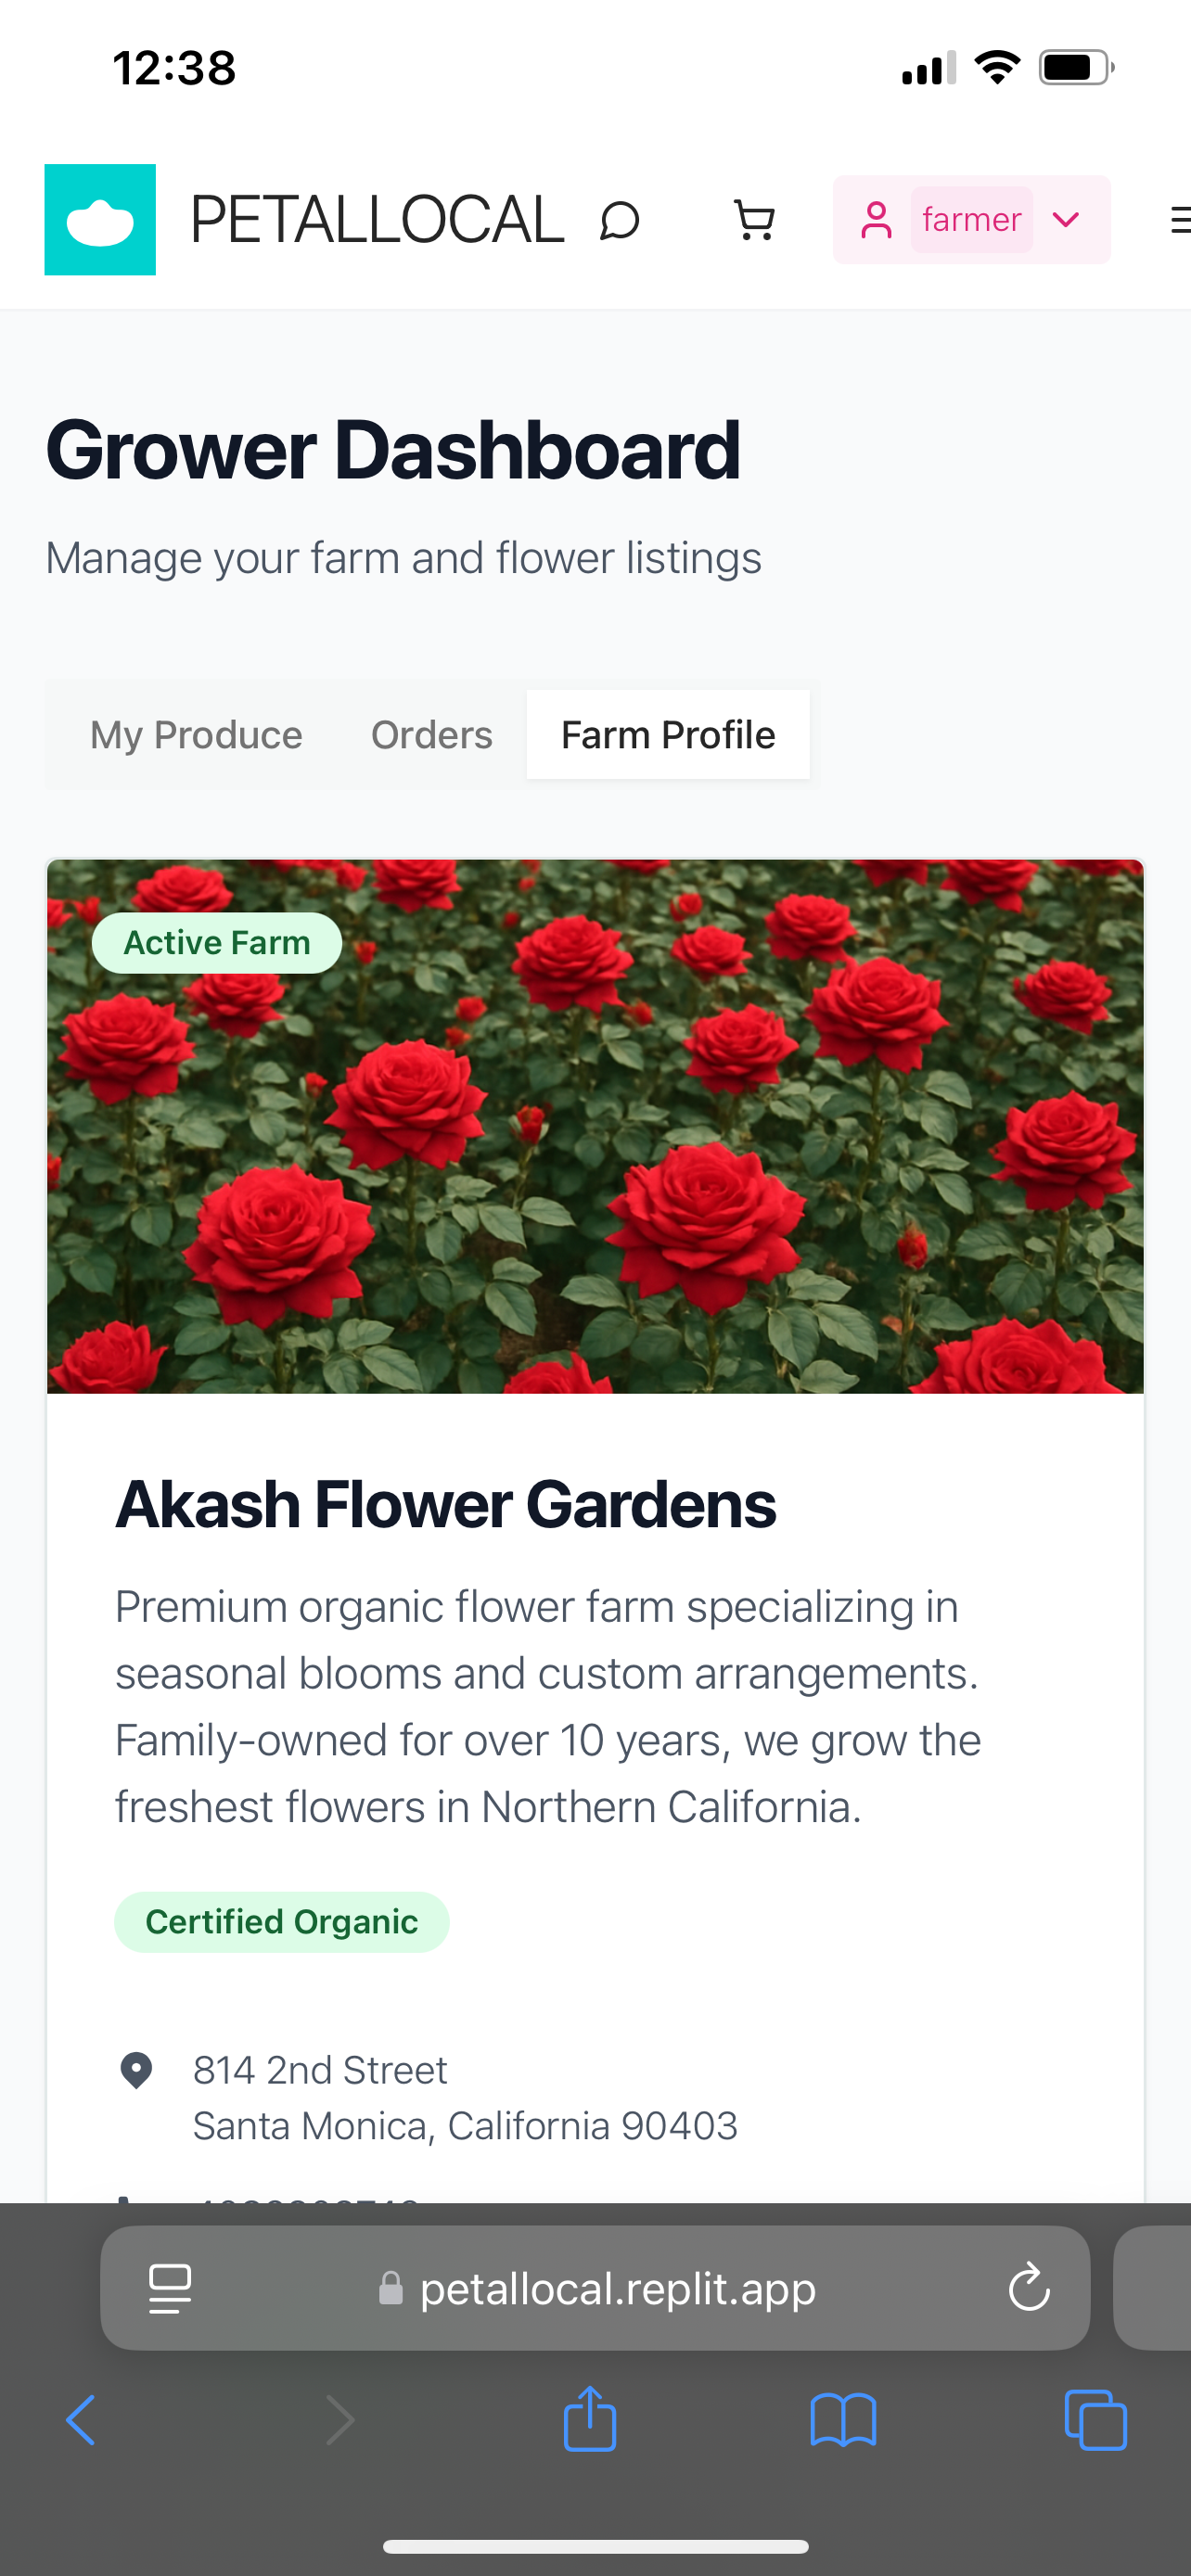 12:38
PETALLOCAL
farmer
Grower Dashboard
Manage your farm and flower listings
My Produce
Orders
Farm Profile
Active Farm
Akash Flower Gardens
Premium organic flower farm specializing in
seasonal blooms and custom arrangements.
Family-owned for over 10 years, we grow the
freshest flowers in Northern California.
Certified Organic
814 2nd Street
Santa Monica, California 90403
petallocal.replit.app